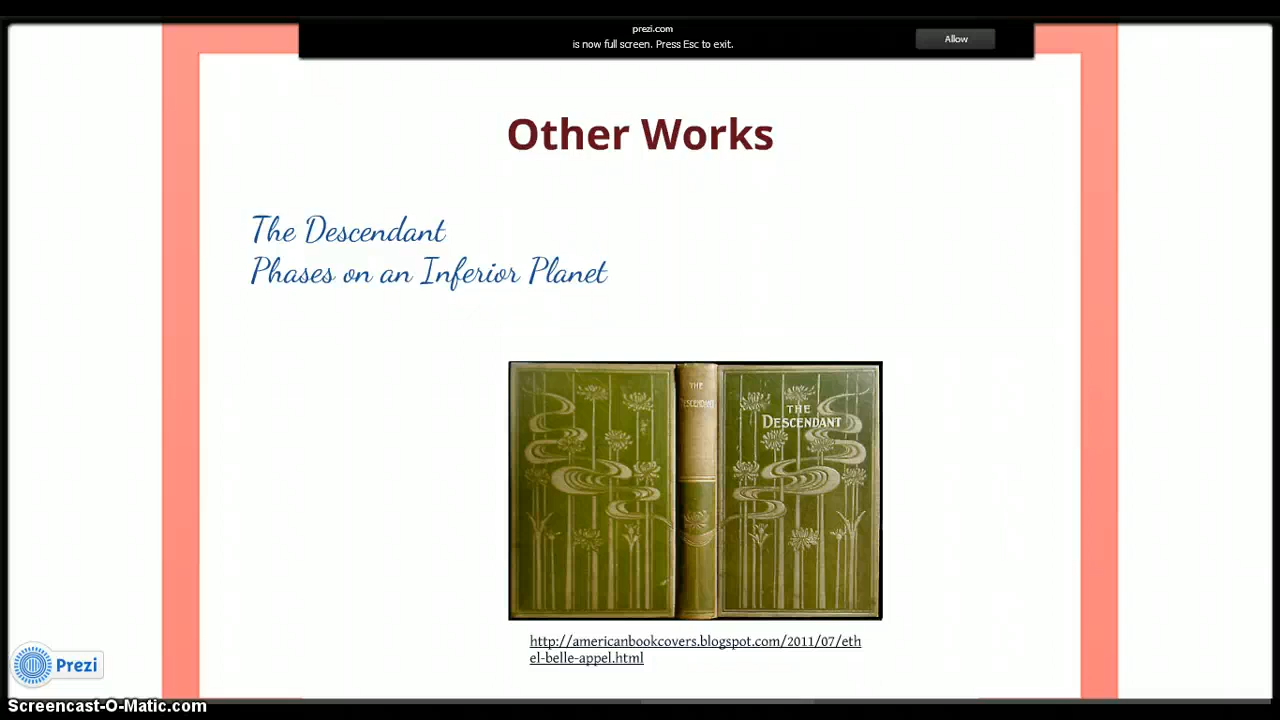 prezi.com
is now full screen. Press Esc to exit.
Allow
Other Works
The Descendant
Phases on an Inferior Planet
THE
DESCENDANT
THE
DESCENDANT
http://americanbookcovers.blogspot.com/2011/07/eth
el-belle-appel.html
Prezi
Screencast-O-Matic.com